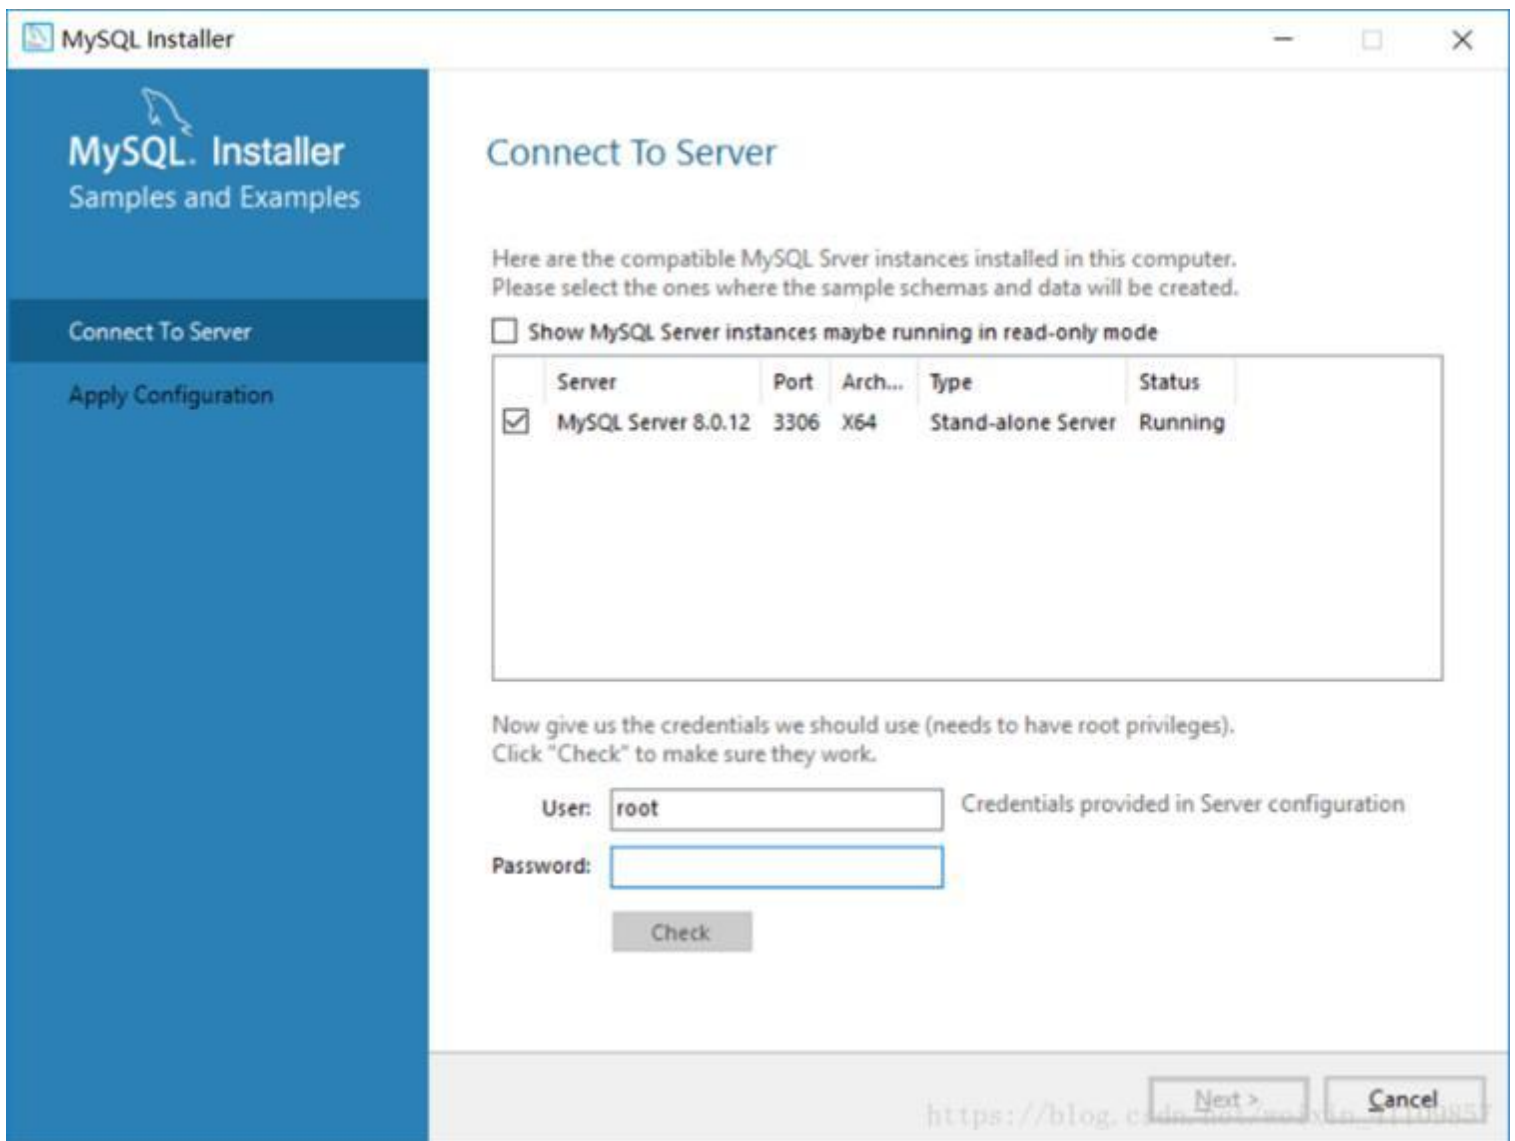 MySQL Installer
MySQL. Installer
Samples and Examples
Connect To Server
Apply Configuration
Connect To Server
Here are the compatible MySQL Srver instances installed in this computer.
Please select the ones where the sample schemas and data will be created.
Show MySQL Server instances maybe running in read-only mode
Server Port Arch... Type Status
MySQL Server 8.0.12 3306 X64 Stand-alone Server Running
Now give us the credentials we should use (needs to have root privileges).
Click "Check" to make sure they work.
User: root Credentials provided in Server configuration
Password:
Check
Next > Cancel